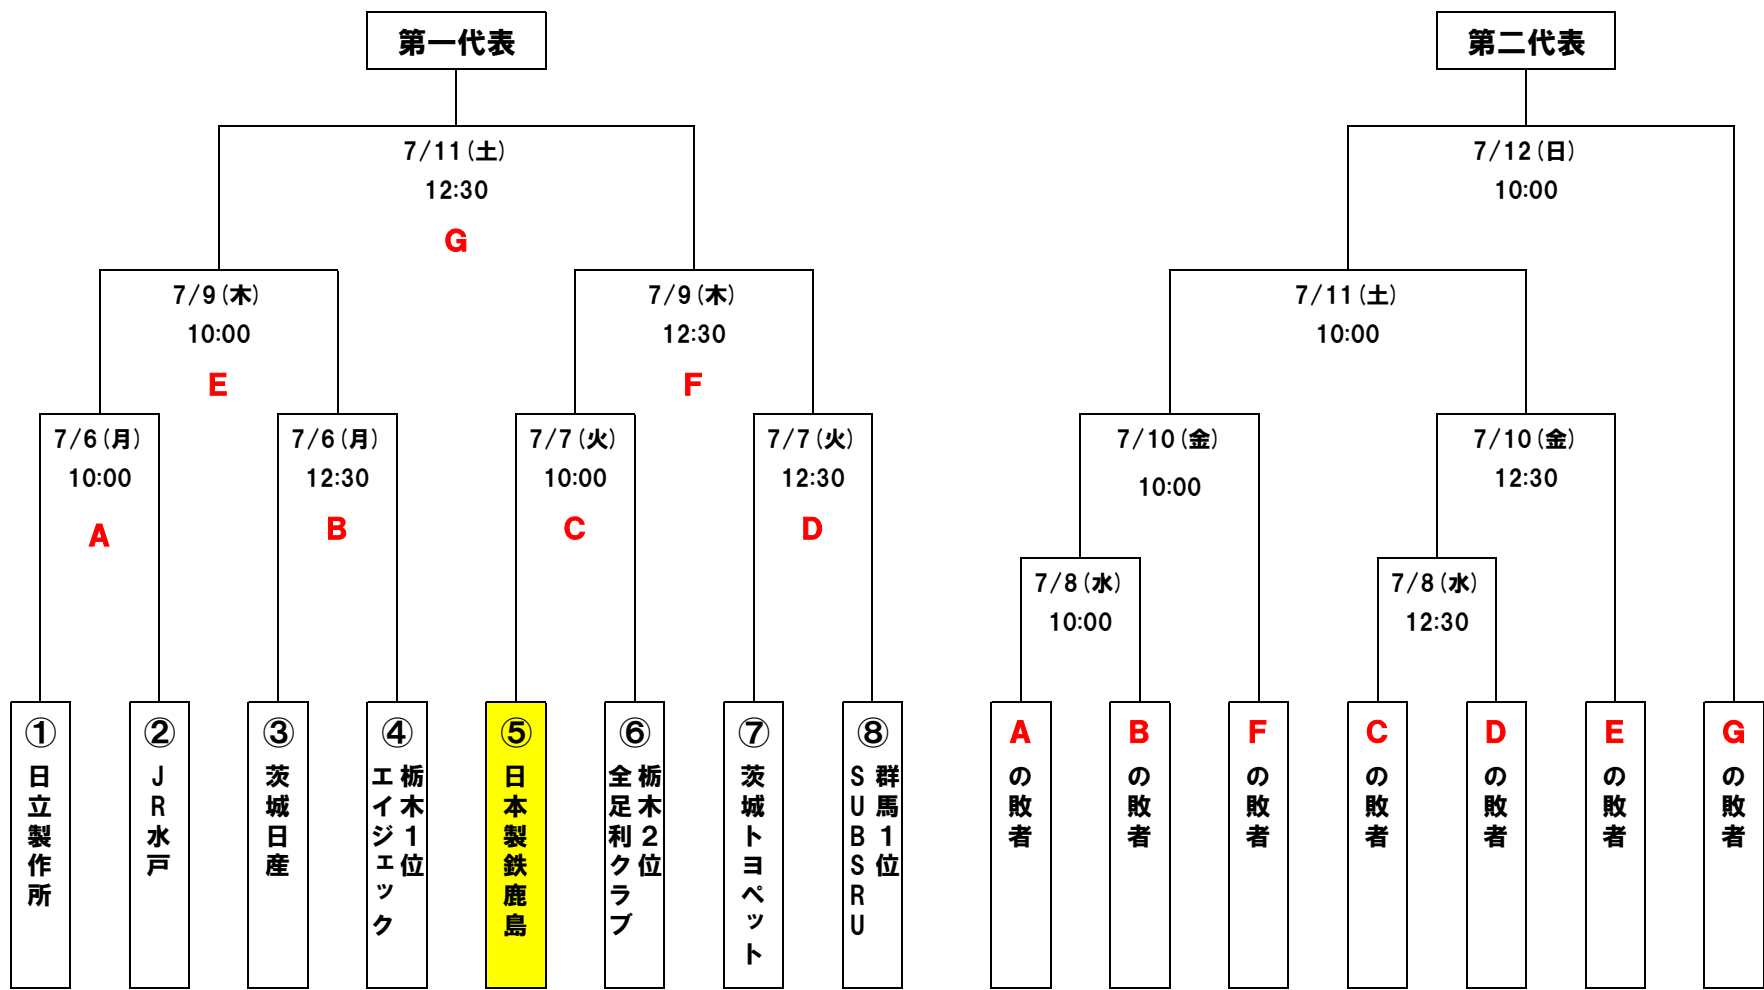 第一代表
第二代表
7/11(土)
12:30
G
7/12(日)
10:00
7/9(木)
10:00
E
7/9(木)
12:30
F
7/11(土)
10:00
7/6(月)
10:00
A
7/6(月)
12:30
B
7/7(火)
10:00
C
7/7(火)
12:30
D
7/10(金)
10:00
7/10(金)
12:30
7/8(水)
10:00
7/8(水)
12:30
①
日立製作所
②
JR水戸
③
茨城日産
④
栃木1位
エイジェック
⑤
日本製鉄鹿島
⑥
栃木2位
全足利クラブ
⑦
茨城トヨペット
⑧
群馬1位
SUBSRU
Aの敗者
Bの敗者
Fの敗者
Cの敗者
Dの敗者
Eの敗者
Gの敗者